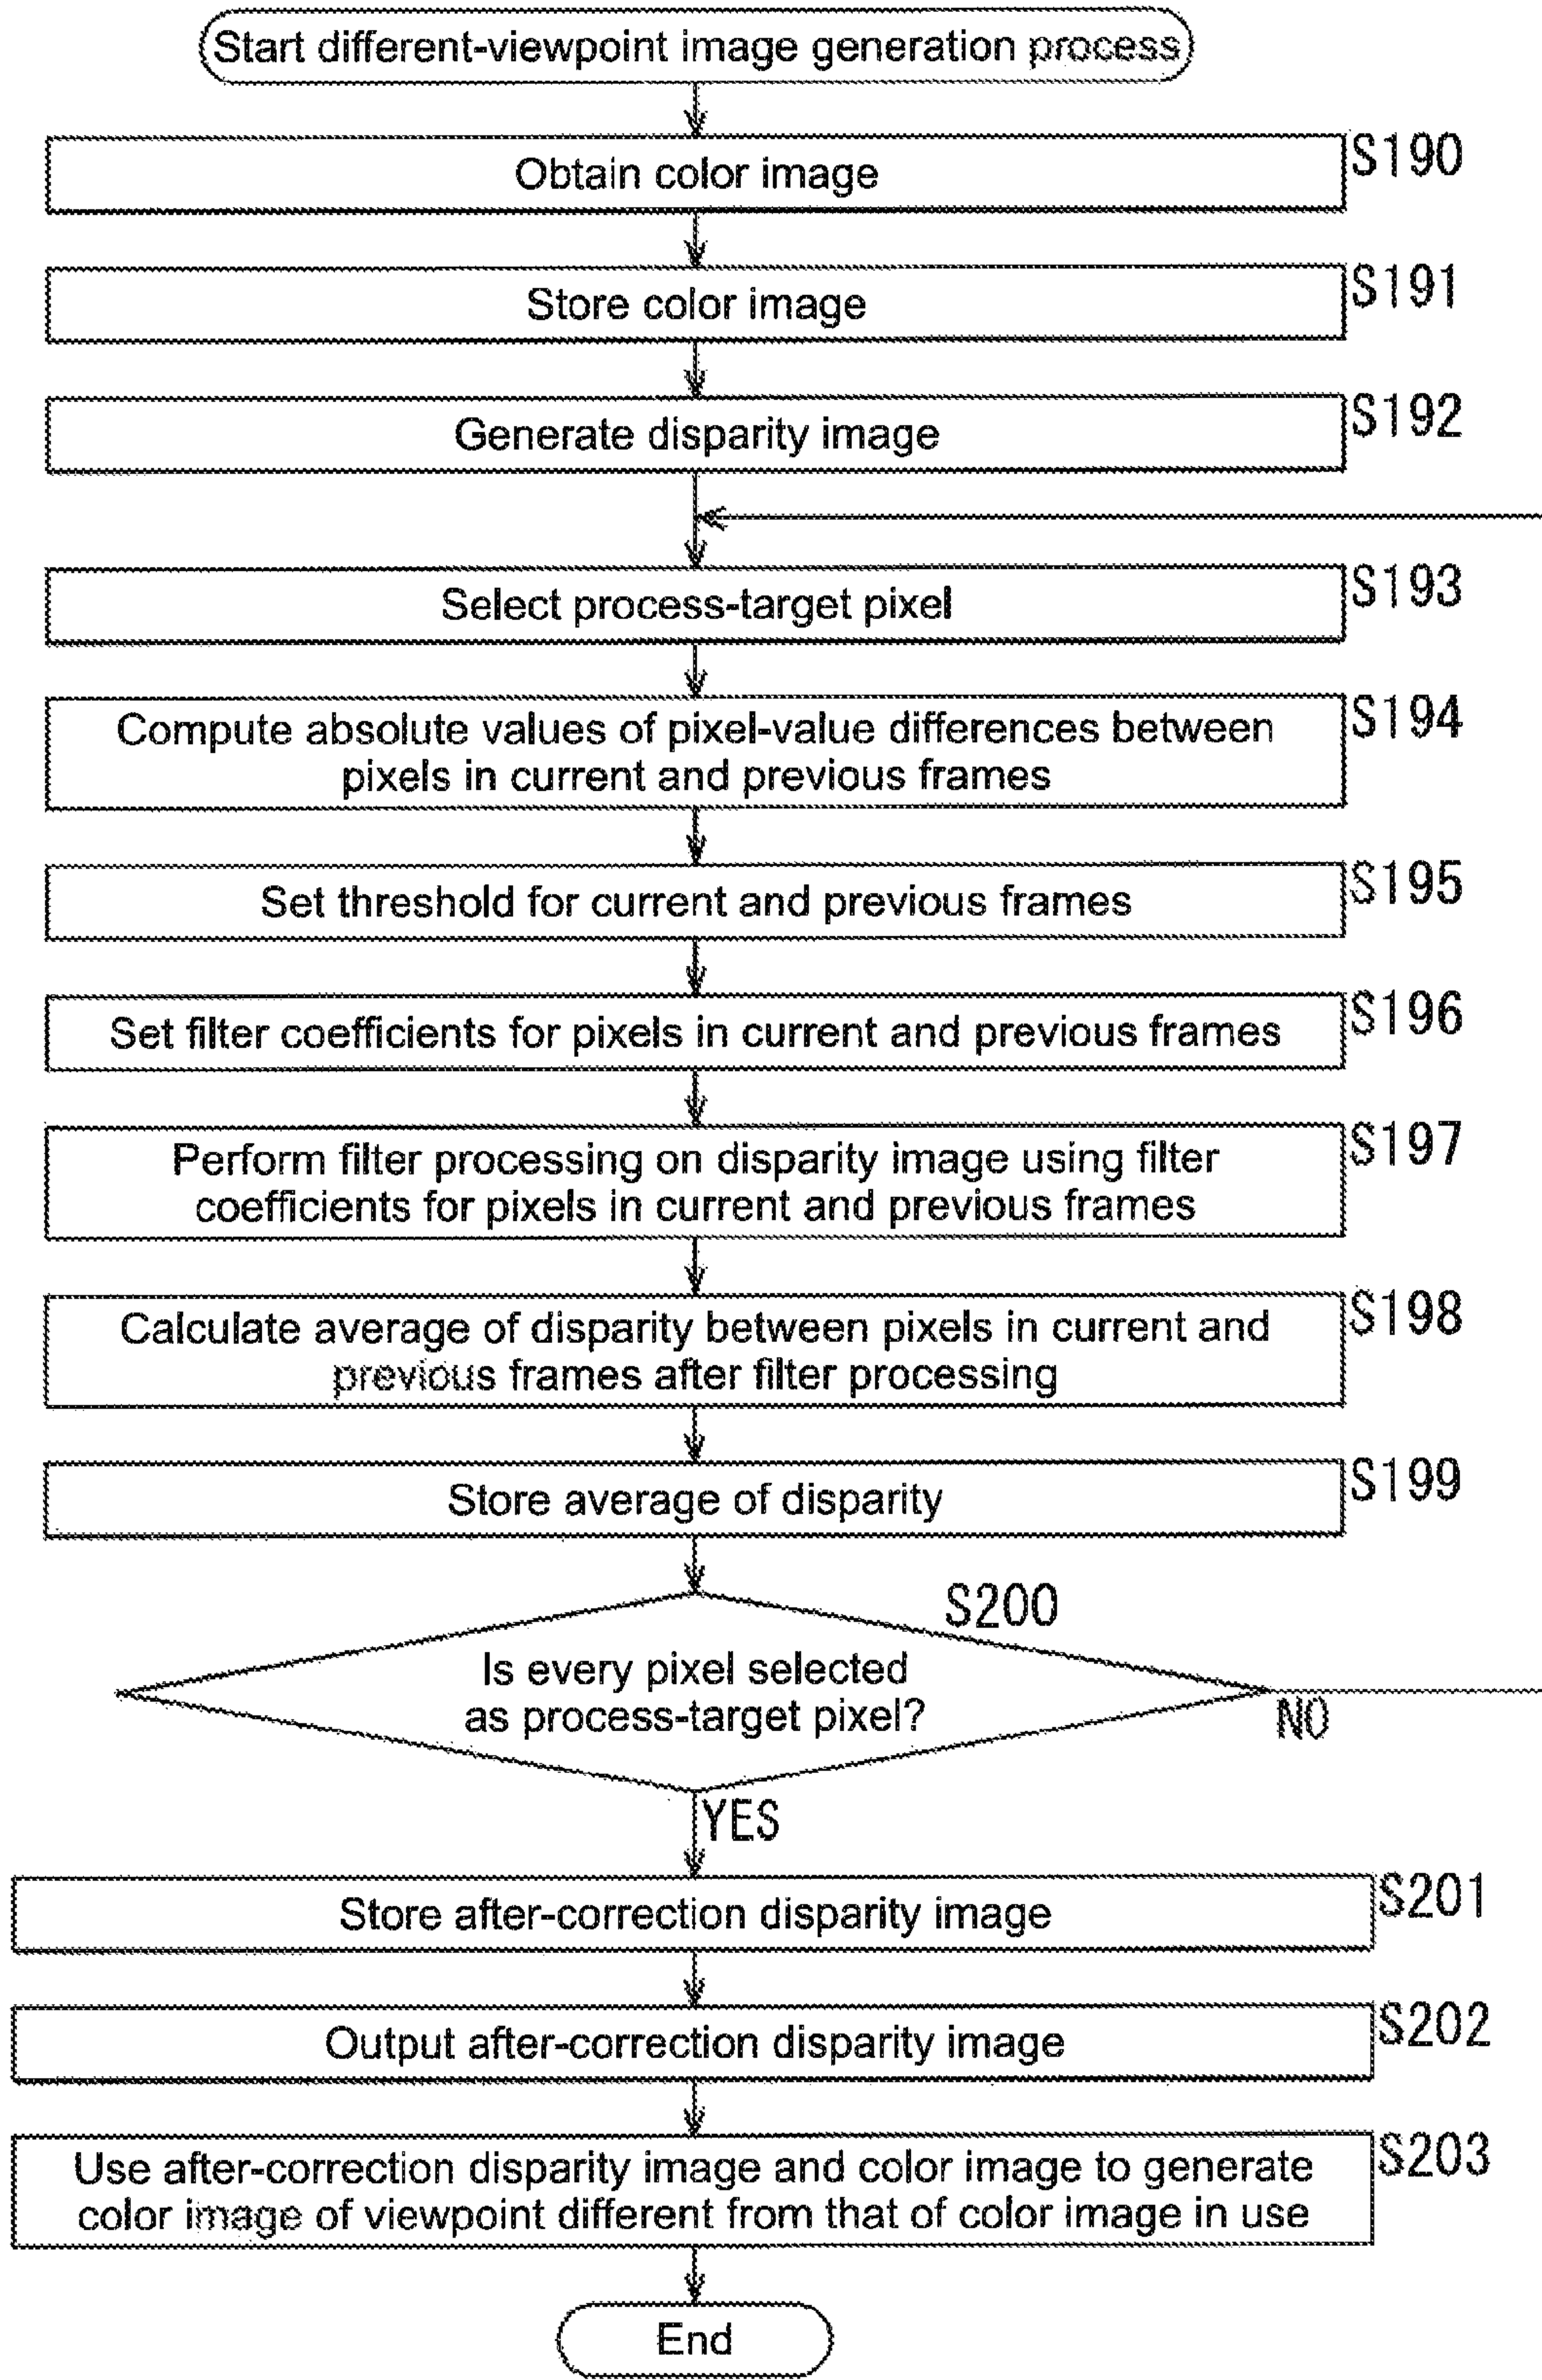 Start different-viewpoint image generation process
S190
Obtain color image
S191
Store color image
S192
Generate disparity image
S193
Select process-target pixel
S194
Compute absolute values of pixel-value differences between
pixels in current and previous frames
S195
Set threshold for current and previous frames
S196
Set filter coefficients for pixels in current and previous frames
S197
Perform filter processing on disparity image using filter
coefficients for pixels in current and previous frames
S198
Calculate average of disparity between pixels in current and
previous frames after filter processing
S199
Store average of disparity
S200
Is every pixel selected
as process-target pixel?
NO
YES
S201
Store after-correction disparity image
S202
Output after-correction disparity image
S203
Use after-correction disparity image and color image to generate
color image of viewpoint different from that of color image in use
End